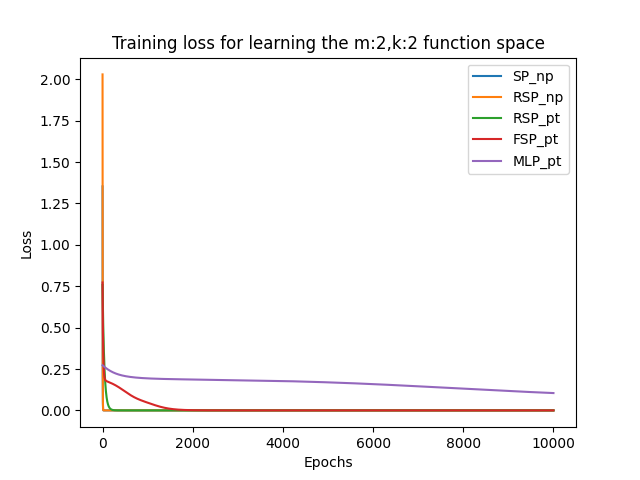 Training loss for learning the m:2,k:2 function space
2.00
1.75
1.50
1.25
1.00
0.75
0.50
0.25
0.00
Loss
SP_np
RSP_np
RSP_pt
FSP_pt
MLP_pt
0 2000 4000 6000 8000 10000
Epochs